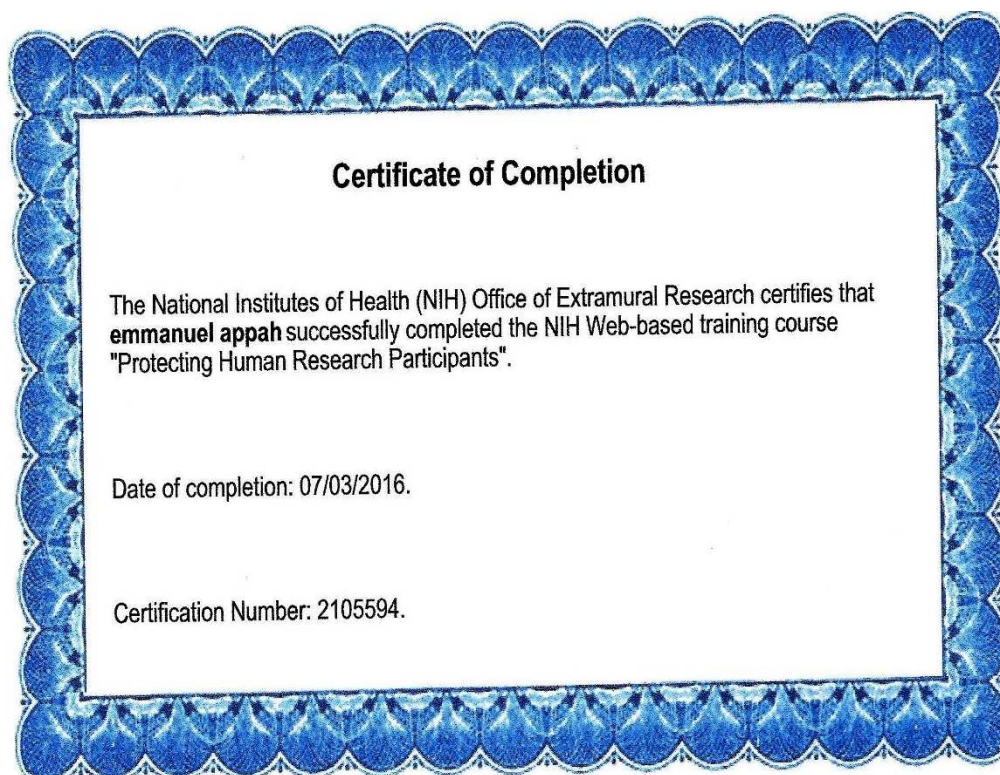 Certificate of Completion
The National Institutes of Health (NIH) Office of Extramural Research certifies that
emmanuel appah successfully completed the NIH Web-based training course
"Protecting Human Research Participants".
Date of completion: 07/03/2016.
Certification Number: 2105594.